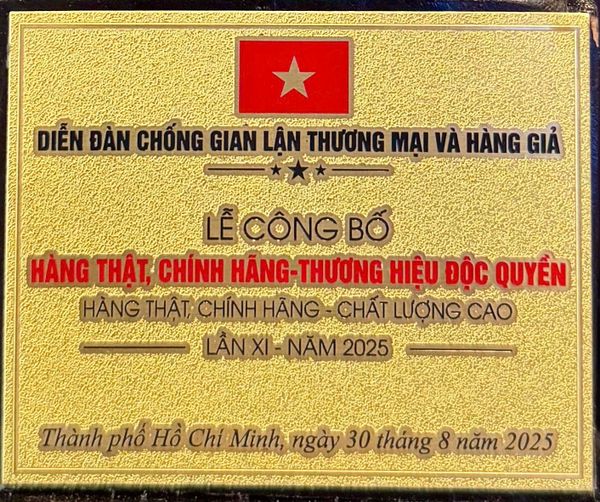 DIỄN ĐÀN CHỐNG GIAN LẬN THƯƠNG MẠI VÀ HÀNG GIẢ
LỄ CÔNG BỐ
HÀNG THẬT, CHÍNH HÃNG-THƯƠNG HIỆU ĐỘC QUYỀN
HÀNG THẬT, CHÍNH HÃNG - CHẤT LƯỢNG CAO
LẦN XI - NĂM 2025
Thành phố Hồ Chí Minh, ngày 30 tháng 8 năm 2025